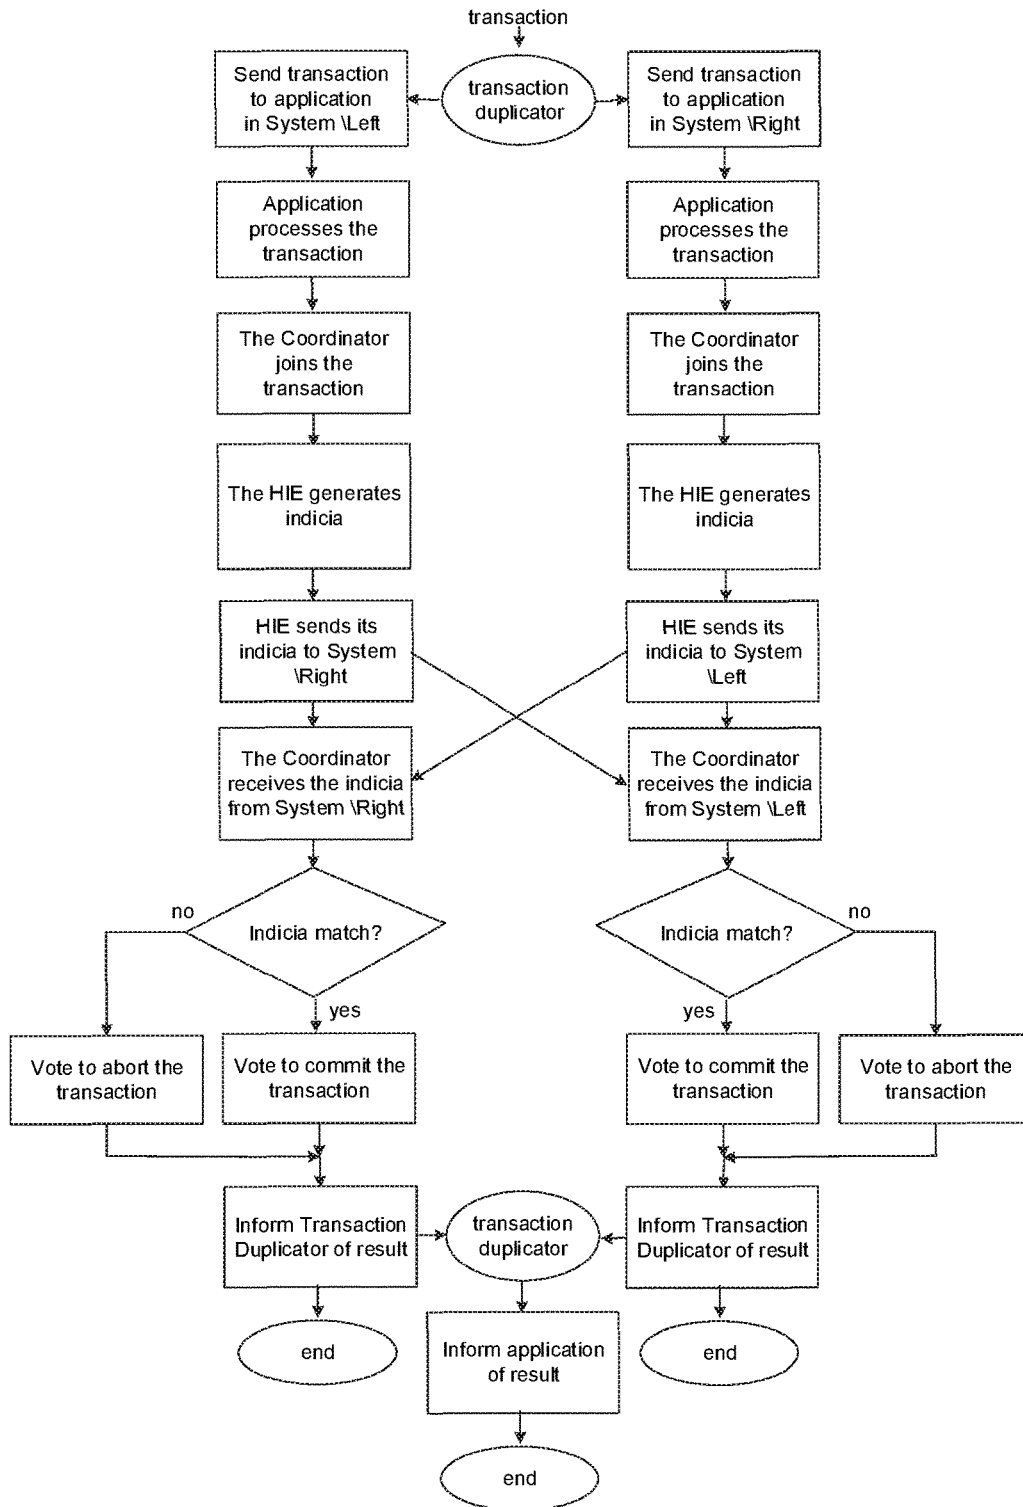 transaction
transaction
duplicator
Send transaction
to application
in System \Left
Send transaction
to application
in System \Right
Application
processes the
transaction
Application
processes the
transaction
The Coordinator
joins the
transaction
The Coordinator
joins the
transaction
The HIE generates
indicia
The HIE generates
indicia
HIE sends its
indicia to System
\Right
HIE sends its
indicia to System
\Left
The Coordinator
receives the indicia
from System \Right
The Coordinator
receives the indicia
from System \Left
no
Indicia match?
yes
Indicia match?
no
yes
Vote to abort the
transaction
Vote to commit the
transaction
Vote to commit the
transaction
Vote to abort the
transaction
Inform Transaction
Duplicator of result
transaction
duplicator
Inform Transaction
Duplicator of result
end
Inform application
of result
end
end